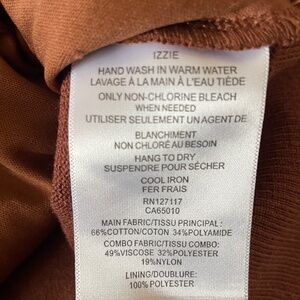 IZZIE
HAND WASH IN WARM WATER
LAVAGE À LA MAIN À L'EAU TIÈDE
ONLY NON-CHLORINE BLEACH
WHEN NEEDED
UTILISER SEULEMENT UN AGENT DE
BLANCHIMENT
NON CHLORÉ AU BESOIN
HANG TO DRY
SUSPENDRE POUR SÉCHER
COOL IRON
FER FRAIS
RN127117
CA65010
MAIN FABRIC/TISSU PRINCIPAL:
66%COTTON/COTON 34%POLYAMIDE
COMBO FABRIC/TISSU COMBO:
49%VISCOSE 32%POLYESTER
19%NYLON
LINING/DOUBLURE:
100%POLYESTER